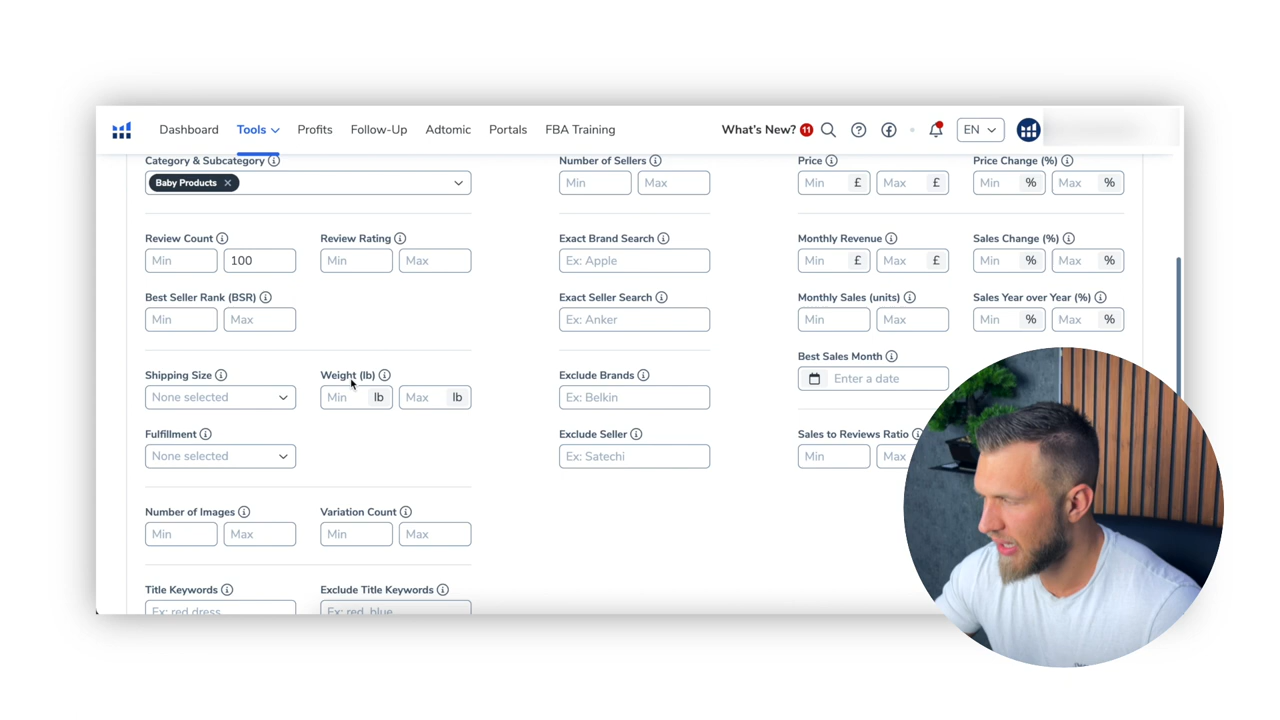 Dashboard Tools Profits Follow-Up Adtomic Portals FBA Training What's New? 11 EN
Category & Subcategory Number of Sellers Price Price Change (%)
Baby Products Min Max Min £ Max £ Min % Max %
Review Count Review Rating Exact Brand Search Monthly Revenue Sales Change (%)
Min 100 Min Max Ex: Apple Min £ Max £ Min % Max %
Best Seller Rank (BSR) Exact Seller Search Monthly Sales (units) Sales Year over Year (%)
Min Max Ex: Anker Min Max Min % Max %
Best Sales Month
Shipping Size Weight (lb) Exclude Brands
Enter a date
None selected Min lb Max lb Ex: Belkin
Fulfillment Exclude Seller Sales to Reviews Ratio
None selected Ex: Satechi Min Max
Number of Images Variation Count
Min Max Min Max
Title Keywords Exclude Title Keywords
Ex: red dress Ex: red, blue